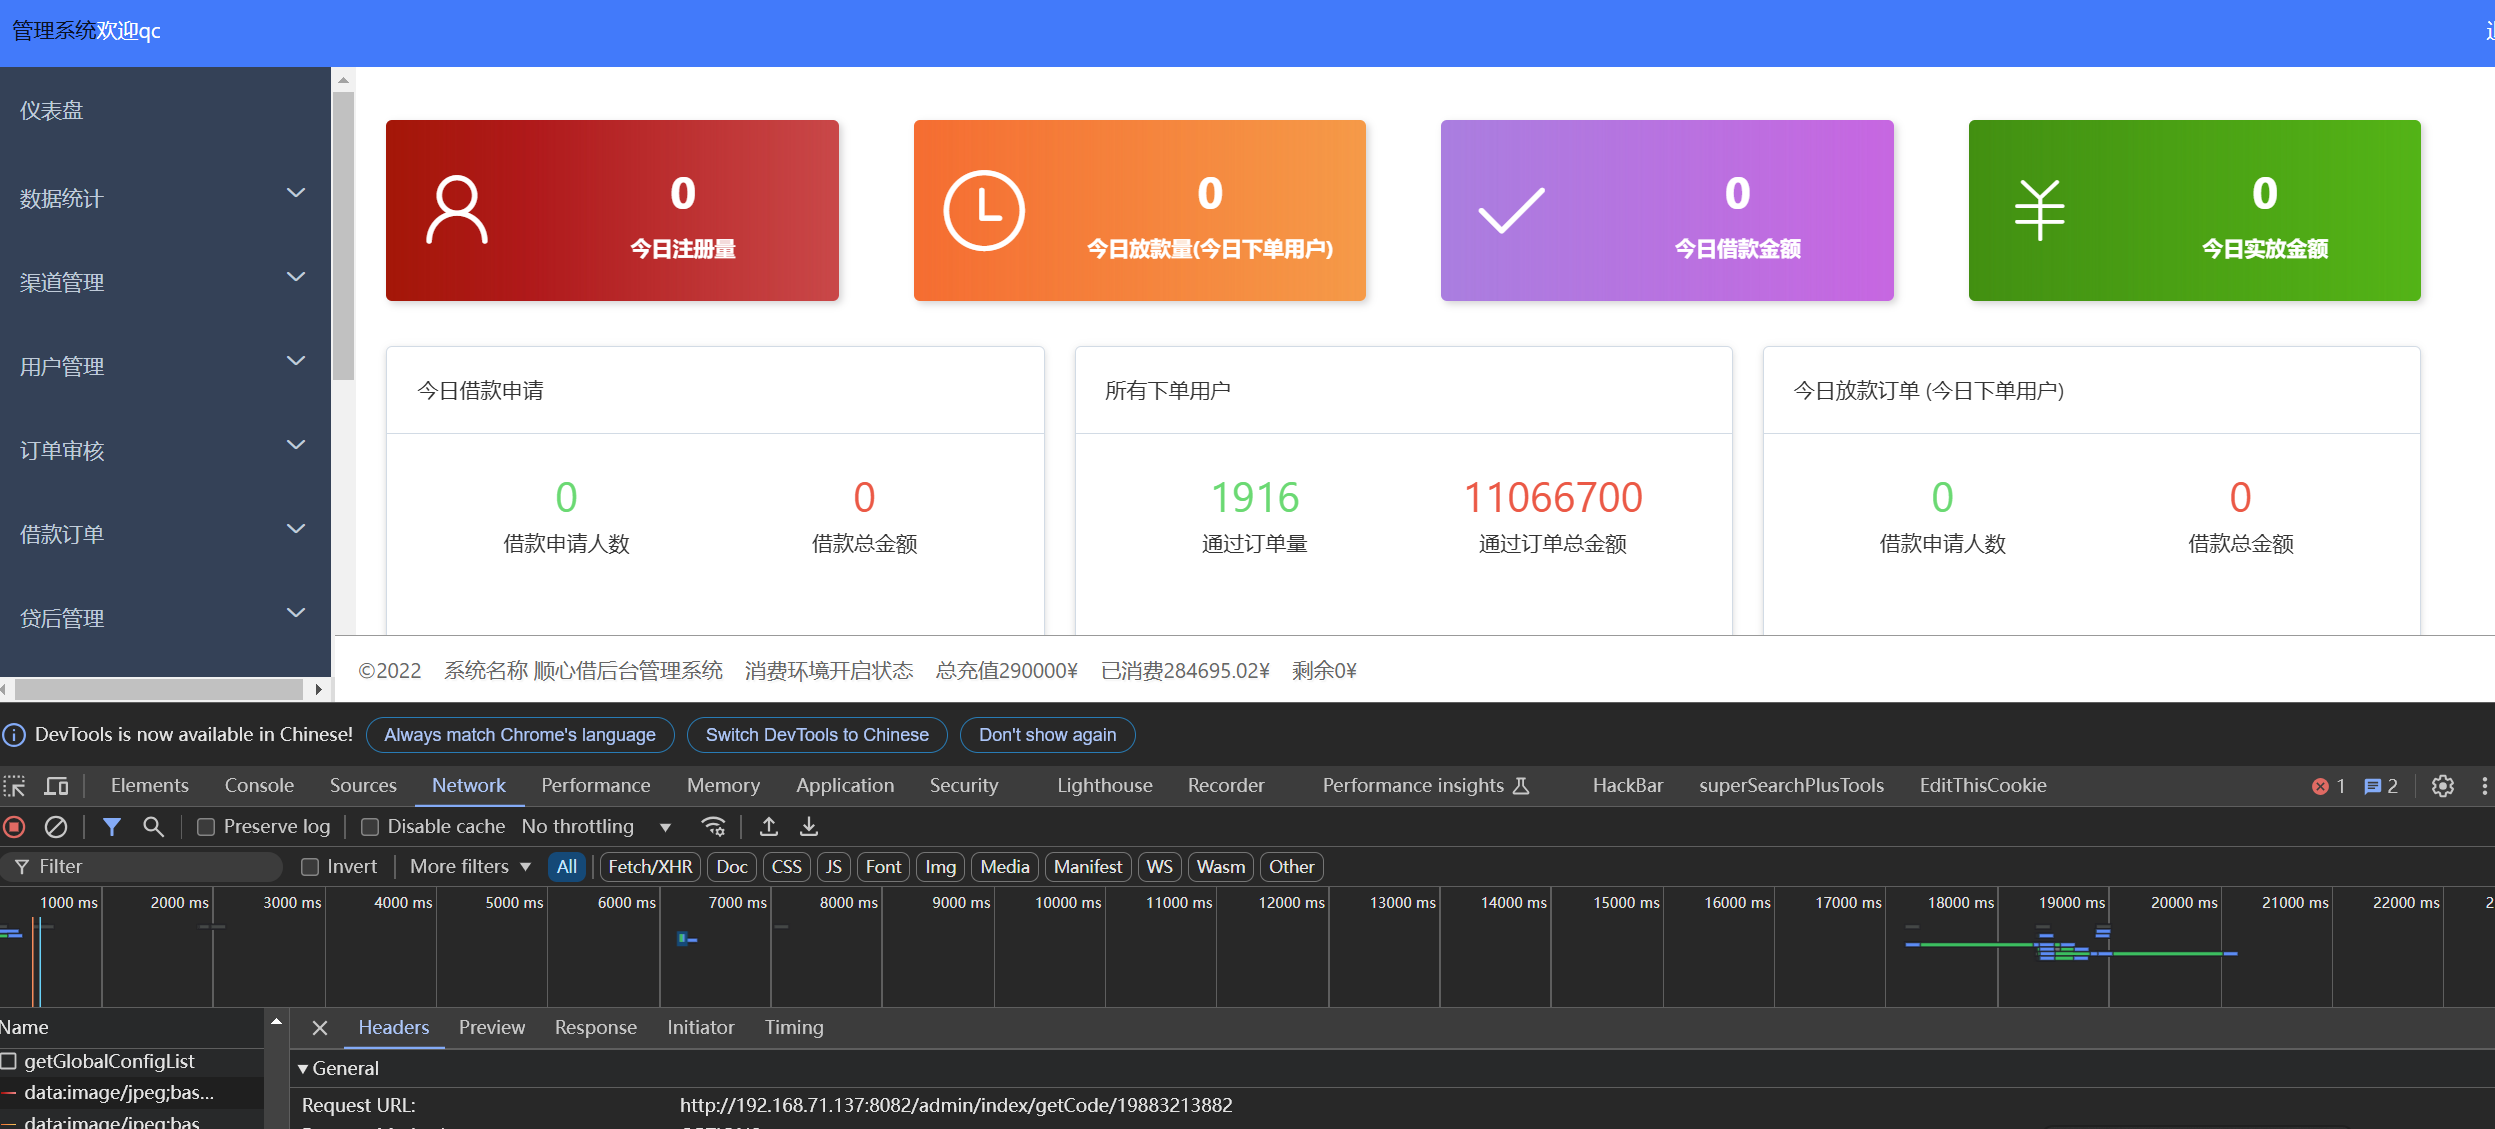 管理系统欢迎qc
仪表盘
数据统计
渠道管理
用户管理
订单审核
借款订单
贷后管理
0
今日注册量
0
今日放款量(今日下单用户)
0
今日借款金额
0
今日实放金额
今日借款申请
0
借款申请人数
0
借款总金额
所有下单用户
1916
通过订单量
11066700
通过订单总金额
今日放款订单 (今日下单用户)
0
借款申请人数
0
借款总金额
©2022 系统名称 顺心借后台管理系统 消费环境开启状态 总充值290000¥ 已消费284695.02¥ 剩余0¥
DevTools is now available in Chinese! Always match Chrome's language Switch DevTools to Chinese Don't show again
Elements Console Sources Network Performance Memory Application Security Lighthouse Recorder Performance insights HackBar superSearchPlusTools EditThisCookie 1 2
Preserve log Disable cache No throttling
Filter Invert More filters All Fetch/XHR Doc CSS JS Font Img Media Manifest WS Wasm Other
1000 ms 2000 ms 3000 ms 4000 ms 5000 ms 6000 ms 7000 ms 8000 ms 9000 ms 10000 ms 11000 ms 12000 ms 13000 ms 14000 ms 15000 ms 16000 ms 17000 ms 18000 ms 19000 ms 20000 ms 21000 ms 22000 ms 2
Name
getGlobalConfigList
data:image/jpeg;bas...
data:image/jpeg;bas
Headers Preview Response Initiator Timing
General
Request URL: http://192.168.71.137:8082/admin/index/getCode/19883213882